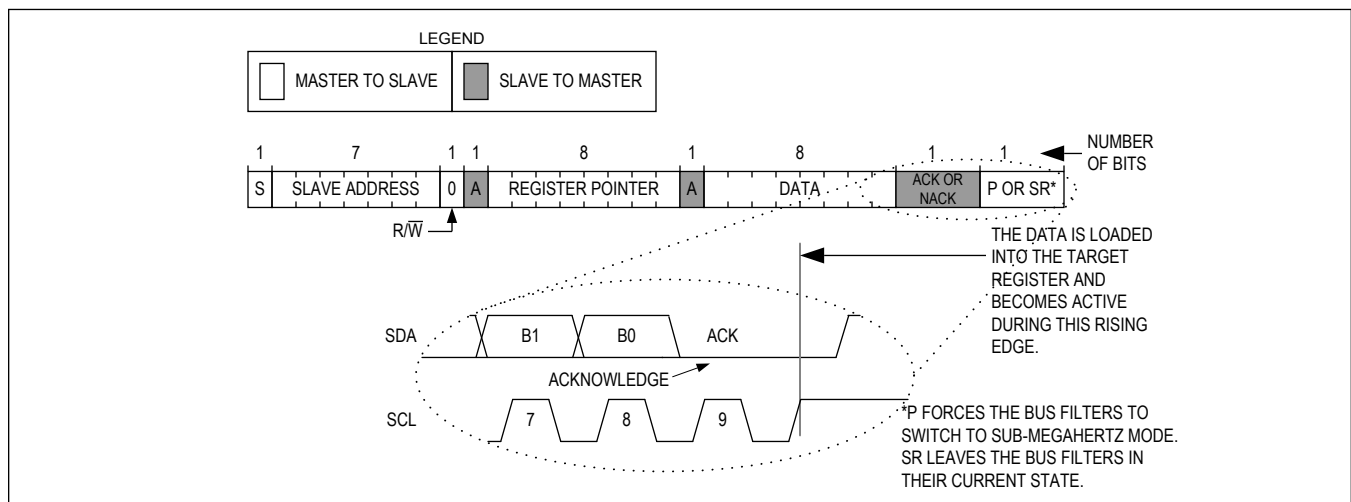 LEGEND
MASTER TO SLAVE
SLAVE TO MASTER
1 7 1 1 8 1 8 1 1 NUMBER OF BITS
S SLAVE ADDRESS 0 A REGISTER POINTER A DATA ACK OR NACK P OR SR*
R/W̅
THE DATA IS LOADED
INTO THE TARGET
REGISTER AND
BECOMES ACTIVE
DURING THIS RISING
EDGE.
SDA B1 B0 ACK
ACKNOWLEDGE
SCL 7 8 9
*P FORCES THE BUS FILTERS TO
SWITCH TO SUB-MEGAHERTZ MODE.
SR LEAVES THE BUS FILTERS IN
THEIR CURRENT STATE.